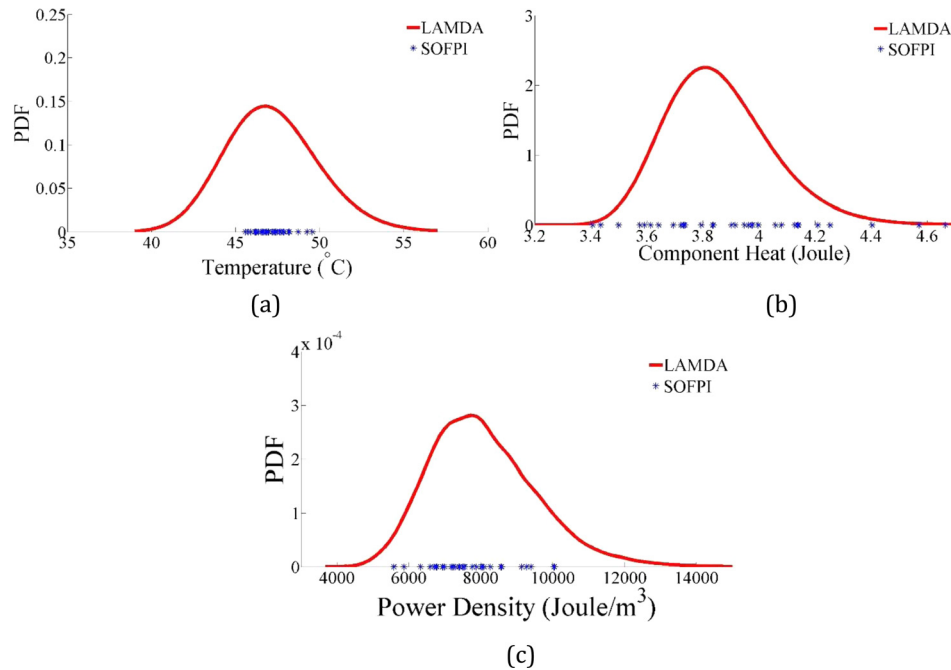 0.25
0.2
0.15
0.1
0.05
0
PDF
35 40 45 50 55 60
Temperature (°C)
LAMDA
SOFPI
(a)
3
2
1
0
PDF
3.2 3.4 3.6 3.8 4 4.2 4.4 4.6
Component Heat (Joule)
LAMDA
SOFPI
(b)
x 10⁻⁴
4
3
2
1
0
PDF
4000 6000 8000 10000 12000 14000
Power Density (Joule/m³)
LAMDA
SOFPI
(c)